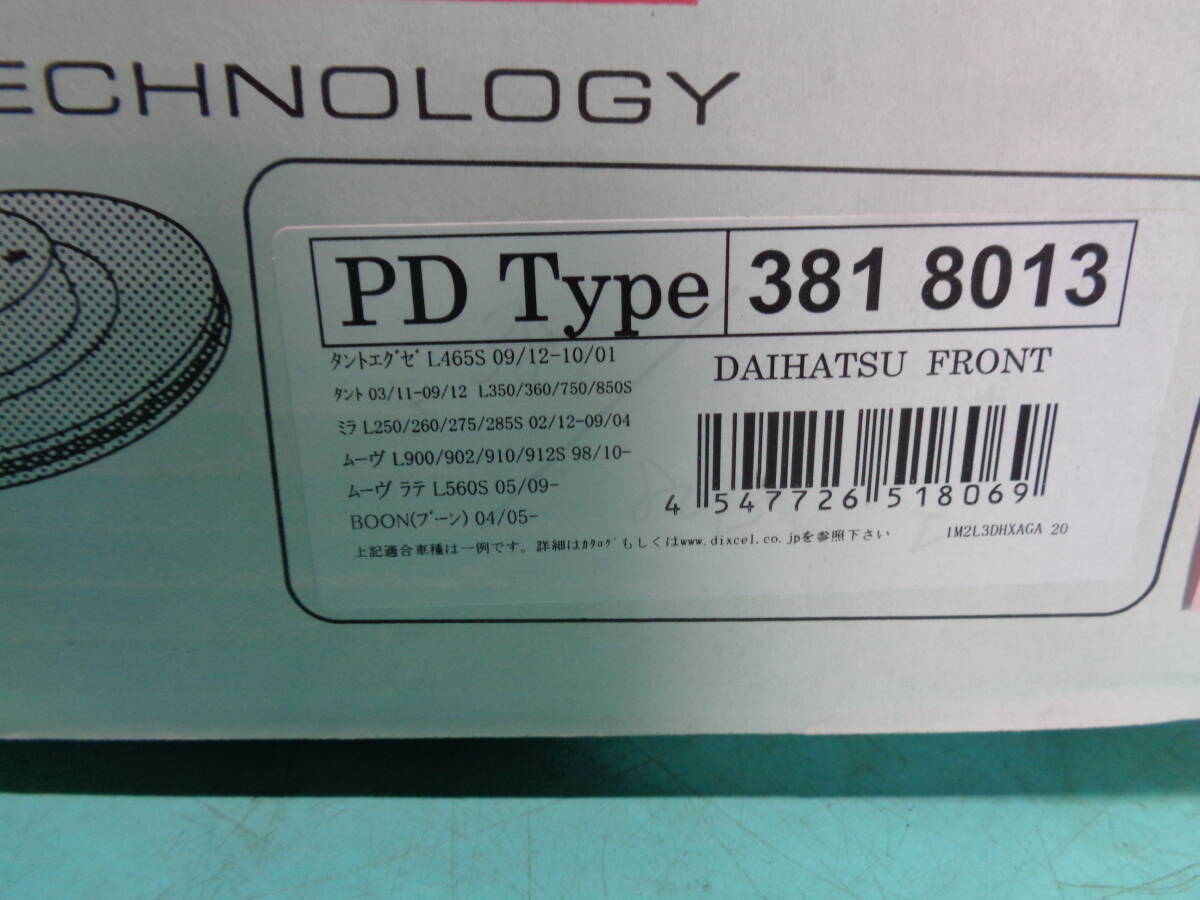 ECHNOLOGY
PD Type 381 8013
タントエグゼ L465S 09/12-10/01
タント 03/11-09/12 L350/360/750/850S
ミラ L250/260/275/285S 02/12-09/04
ムーヴ L900/902/910/912S 98/10-
ムーヴ ラテ L560S 05/09-
BOON(ブーン) 04/05-
上記適合車種は一例です。詳細はカタログもしくはwww.dixcel.co.jpを参照下さい
DAIHATSU FRONT
4 547726 518069
1M2L3DHXAGA 20